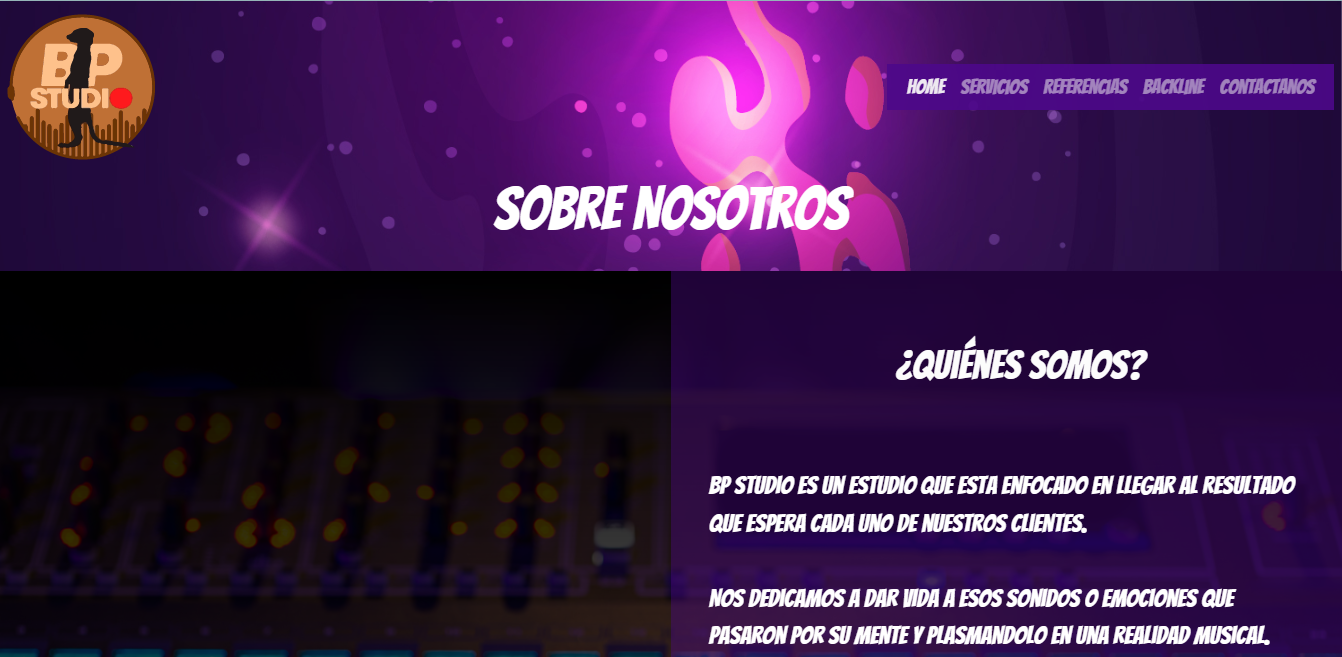 BP
STUDIO
HOME SERVICIOS REFERENCIAS BACKLINE CONTACTANOS
SOBRE NOSOTROS
¿QUIÉNES SOMOS?
BP STUDIO ES UN ESTUDIO QUE ESTA ENFOCADO EN LLEGAR AL RESULTADO
QUE ESPERA CADA UNO DE NUESTROS CLIENTES.
NOS DEDICAMOS A DAR VIDA A ESOS SONIDOS O EMOCIONES QUE
PASARON POR SU MENTE Y PLASMANDOLO EN UNA REALIDAD MUSICAL.